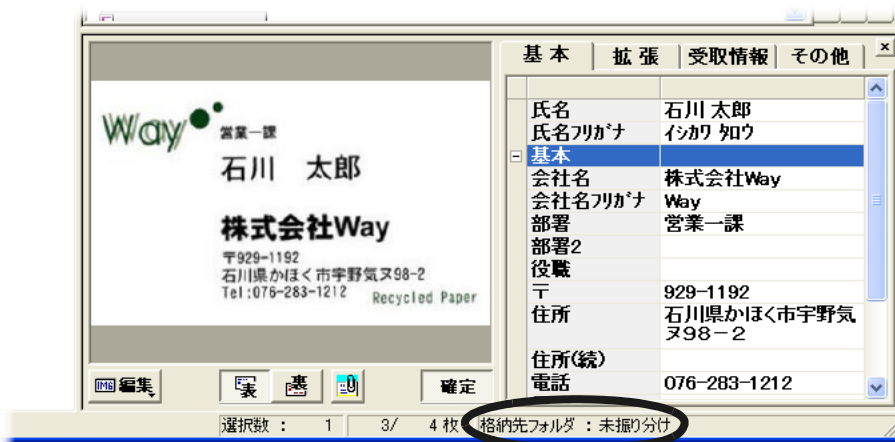 Way
営業一課
石川 太郎
株式会社Way
〒929-1192
石川県かほく市宇野気ヌ98-2
Tel:076-283-1212
Recycled Paper
IMG 編集
表
裏
確定
基本 拡張 受取情報 その他
氏名 石川 太郎
氏名フリガナ イシカワ タロウ
基本
会社名 株式会社Way
会社名フリガナ Way
部署 営業一課
部署2
役職
〒 929-1192
住所 石川県かほく市宇野気
ヌ98-2
住所(続)
電話 076-283-1212
選択数 : 1 3/ 4 枚 格納先フォルダ : 未振り分け